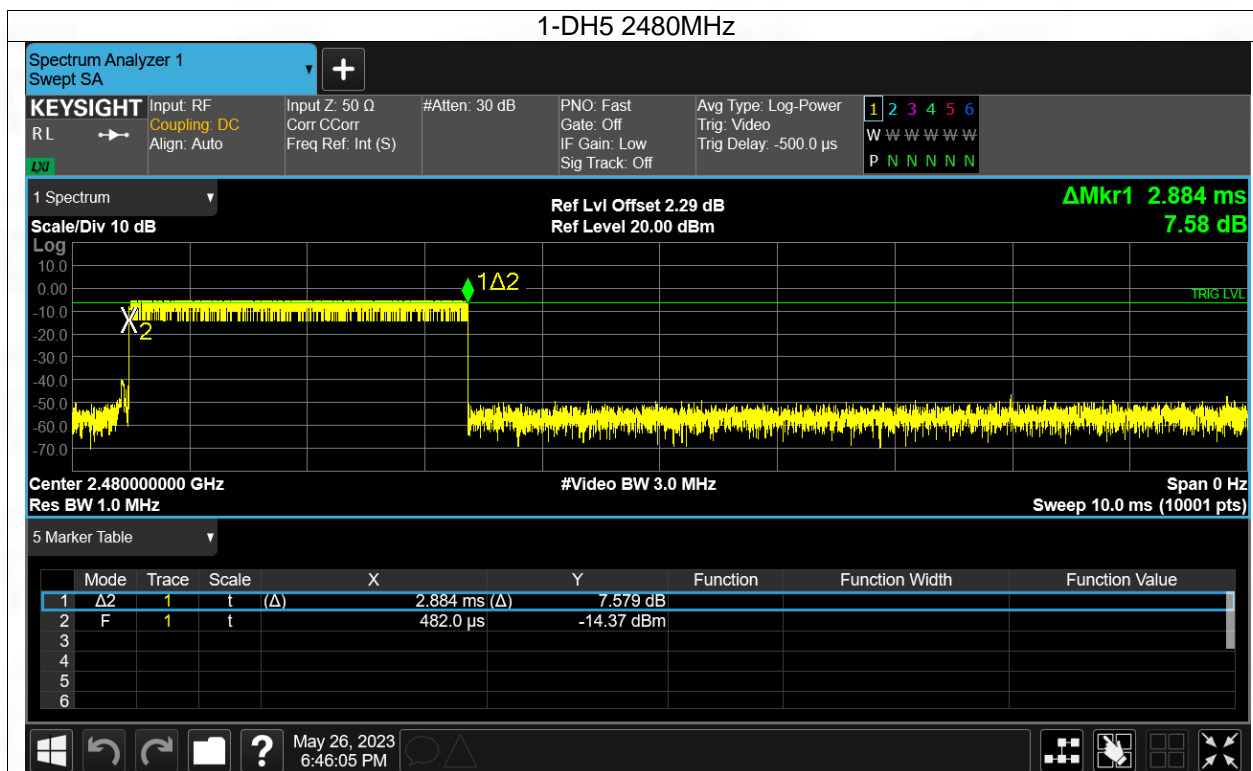 1-DH5 2480MHz
Spectrum Analyzer 1
Swept SA
+
KEYSIGHT
RL
LXI
Input: RF
Coupling: DC
Align: Auto
Input Z: 50 Ω
Corr CCorr
Freq Ref: Int (S)
#Atten: 30 dB
PNO: Fast
Gate: Off
IF Gain: Low
Sig Track: Off
Avg Type: Log-Power
Trig: Video
Trig Delay: -500.0 µs
1 2 3 4 5 6
W W W W W W
P N N N N N
1 Spectrum
Scale/Div 10 dB
Ref Lvl Offset 2.29 dB
Ref Level 20.00 dBm
ΔMkr1 2.884 ms
7.58 dB
Log
10.0
0.00
-10.0
-20.0
-30.0
-40.0
-50.0
-60.0
-70.0
1Δ2
2
TRIG LVL
Center 2.480000000 GHz
Res BW 1.0 MHz
#Video BW 3.0 MHz
Span 0 Hz
Sweep 10.0 ms (10001 pts)
5 Marker Table
Mode Trace Scale X Y Function Function Width Function Value
1 Δ2 1 t (Δ) 2.884 ms (Δ) 7.579 dB
2 F 1 t 482.0 µs -14.37 dBm
3
4
5
6
?
May 26, 2023
6:46:05 PM